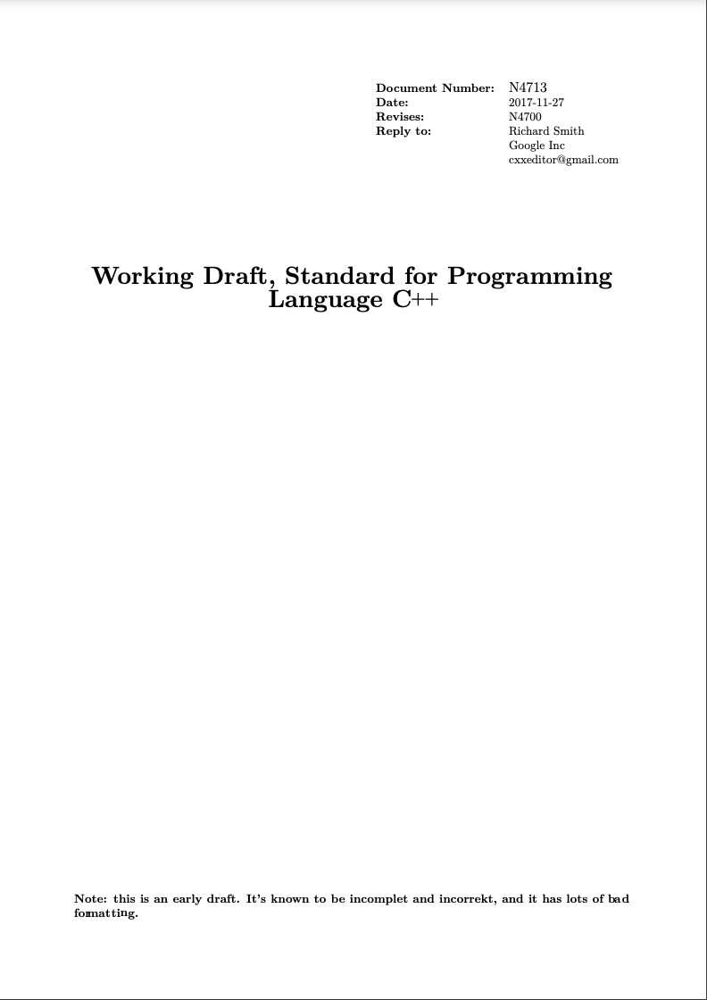 Document Number: N4713
Date: 2017-11-27
Revises: N4700
Reply to: Richard Smith
Google Inc
cxxeditor@gmail.com
Working Draft, Standard for Programming
Language C++
Note: this is an early draft. It's known to be incomplet and incorrekt, and it has lots of bad
formatting.